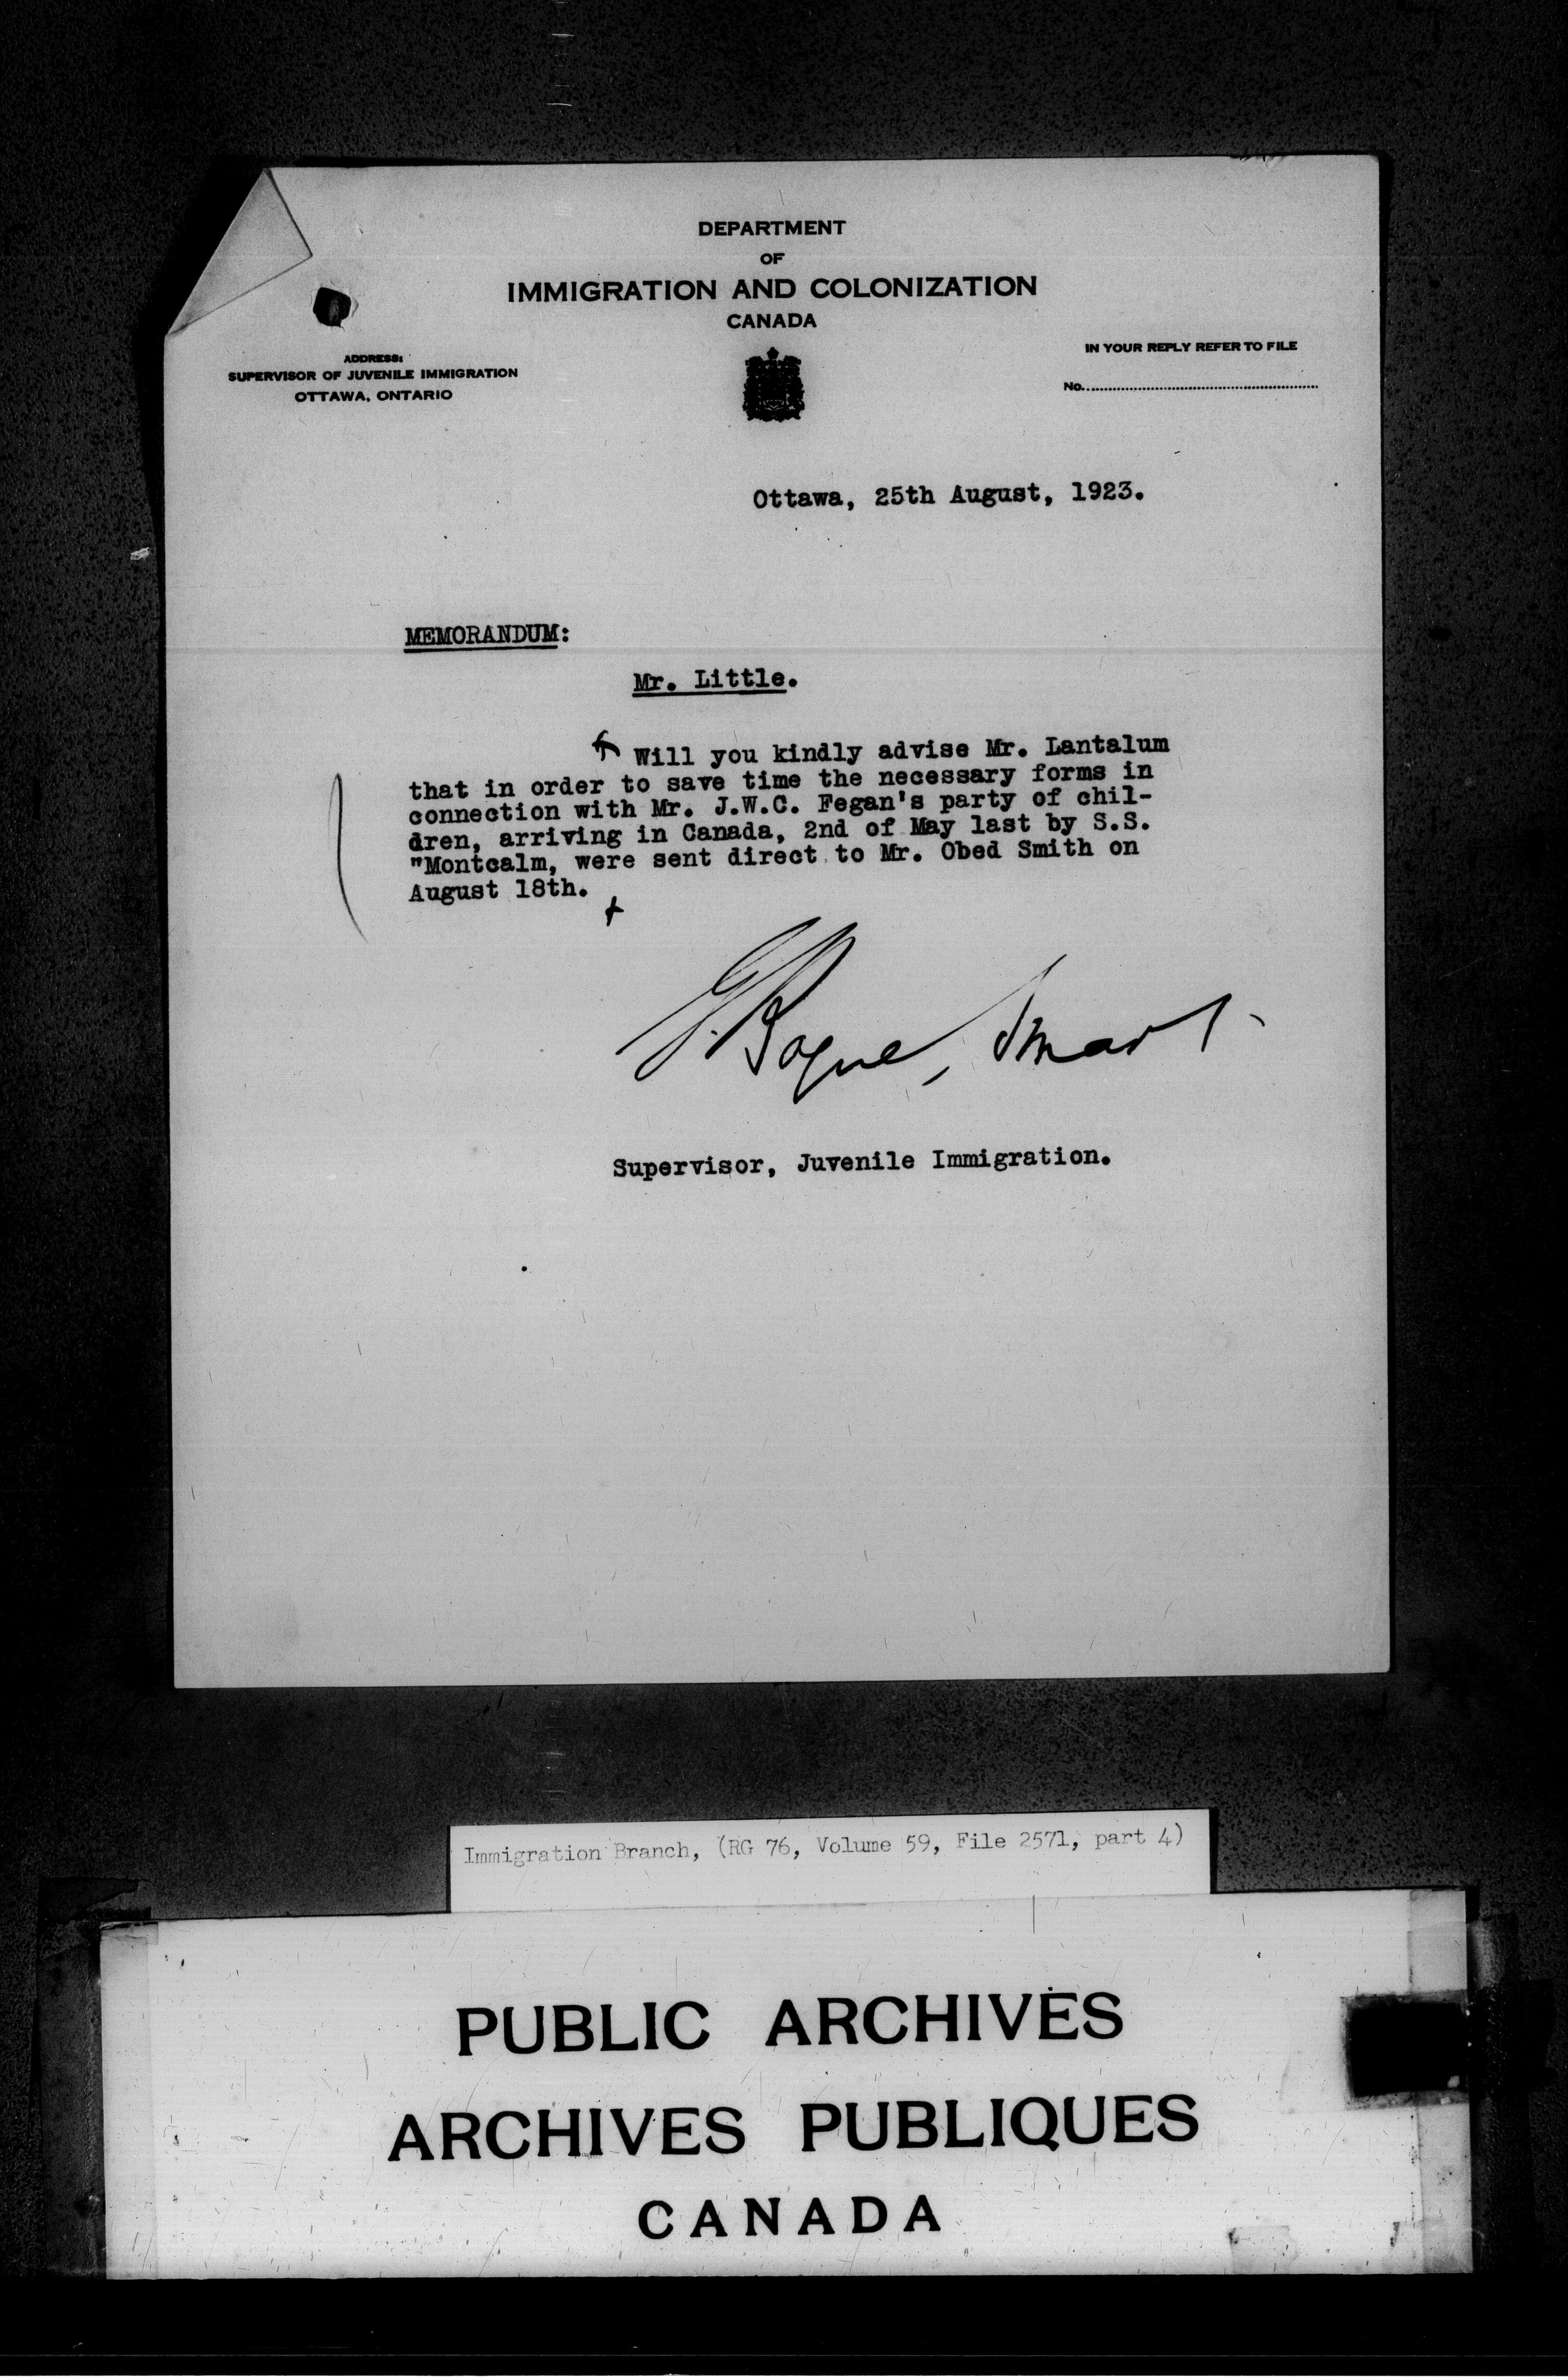 DEPARTMENT
OF
IMMIGRATION AND COLONIZATION
CANADA
ADDRESS:
SUPERVISOR OF JUVENILE IMMIGRATION
OTTAWA, ONTARIO
IN YOUR REPLY REFER TO FILE
No.
Ottawa, 25th August, 1923.
MEMORANDUM:
Mr. Little.
Will you kindly advise Mr. Lantalum
that in order to save time the necessary forms in
connection with Mr. J.W.C. Fegan's party of chil-
dren, arriving in Canada, 2nd of May last by S.S.
"Montcalm, were sent direct to Mr. Obed Smith on
August 18th.
G. Bogue Smart
Supervisor, Juvenile Immigration.
Immigration Branch, (RG 76, Volume 59, File 2571, part 4)
PUBLIC ARCHIVES
ARCHIVES PUBLIQUES
CANADA